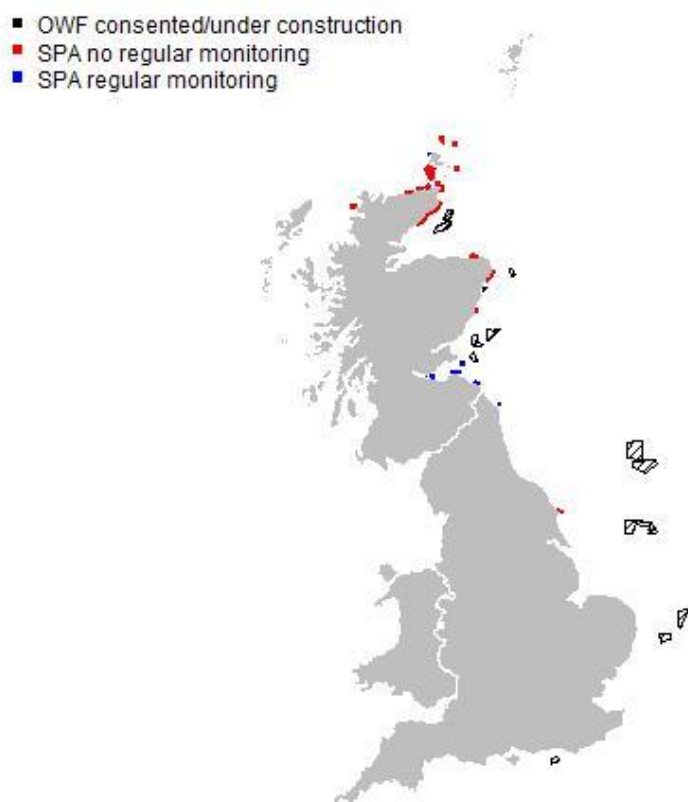 OWF consented/under construction
SPA no regular monitoring
SPA regular monitoring